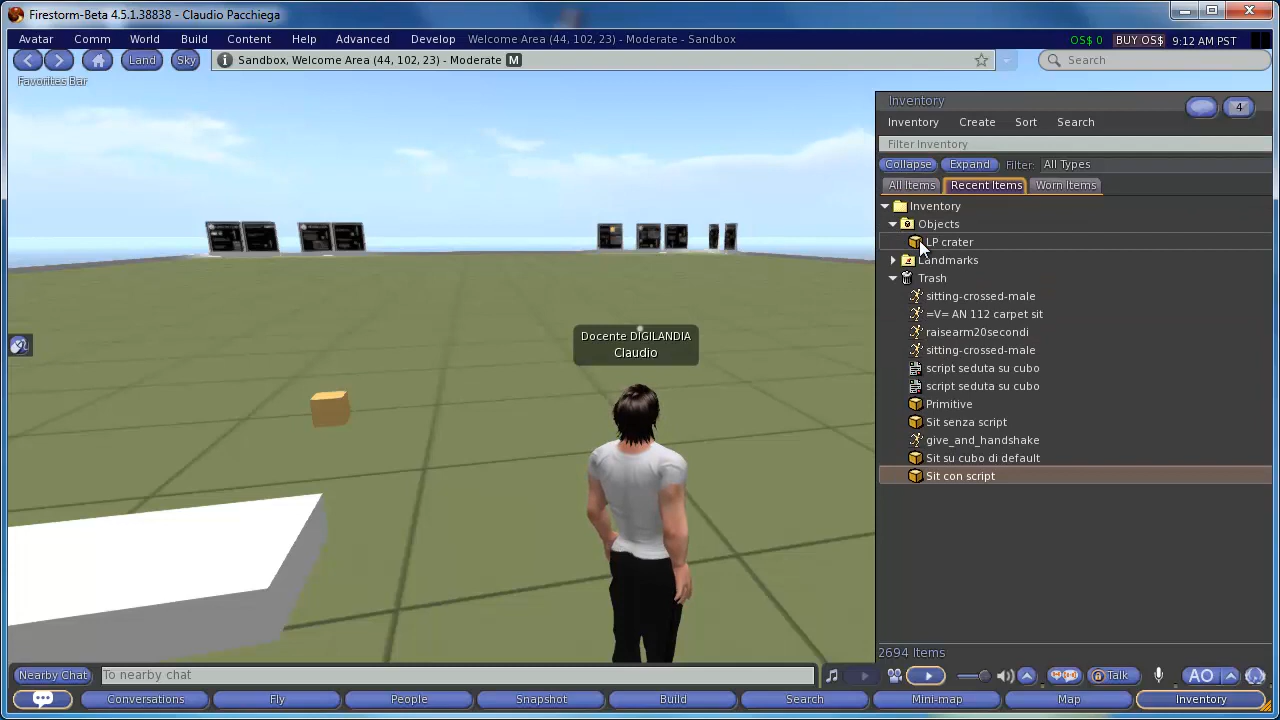 Firestorm-Beta 4.5.1.38838 - Claudio Pacchiega
Avatar Comm World Build Content Help Advanced Develop Welcome Area (44, 102, 23) - Moderate - Sandbox OS$ 0 BUY OS$ 9:12 AM PST
Land Sky Sandbox, Welcome Area (44, 102, 23) - Moderate M Search
Favorites Bar
Inventory
4
Inventory Create Sort Search
Filter Inventory
Collapse Expand Filter: All Types
All Items Recent Items Worn Items
Inventory
Objects
LP crater
Landmarks
Trash
sitting-crossed-male
=V= AN 112 carpet sit
raisearm20secondi
sitting-crossed-male
script seduta su cubo
script seduta su cubo
Primitive
Sit senza script
give_and_handshake
Sit su cubo di default
Sit con script
2694 Items
Docente DIGILANDIA
Claudio
Nearby Chat To nearby chat Talk AO
Conversations Fly People Snapshot Build Search Mini-map Map Inventory